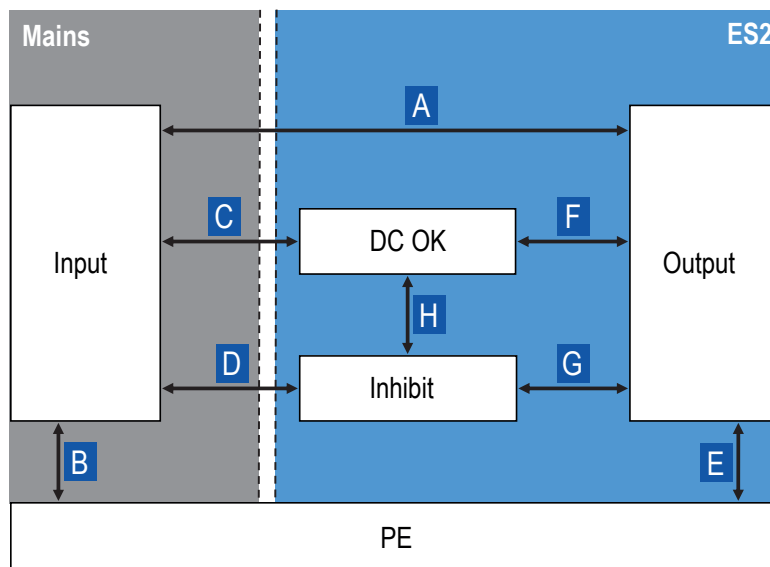 Mains ES2
A
C F
Input DC OK Output
H
D G
Inhibit
B E
PE